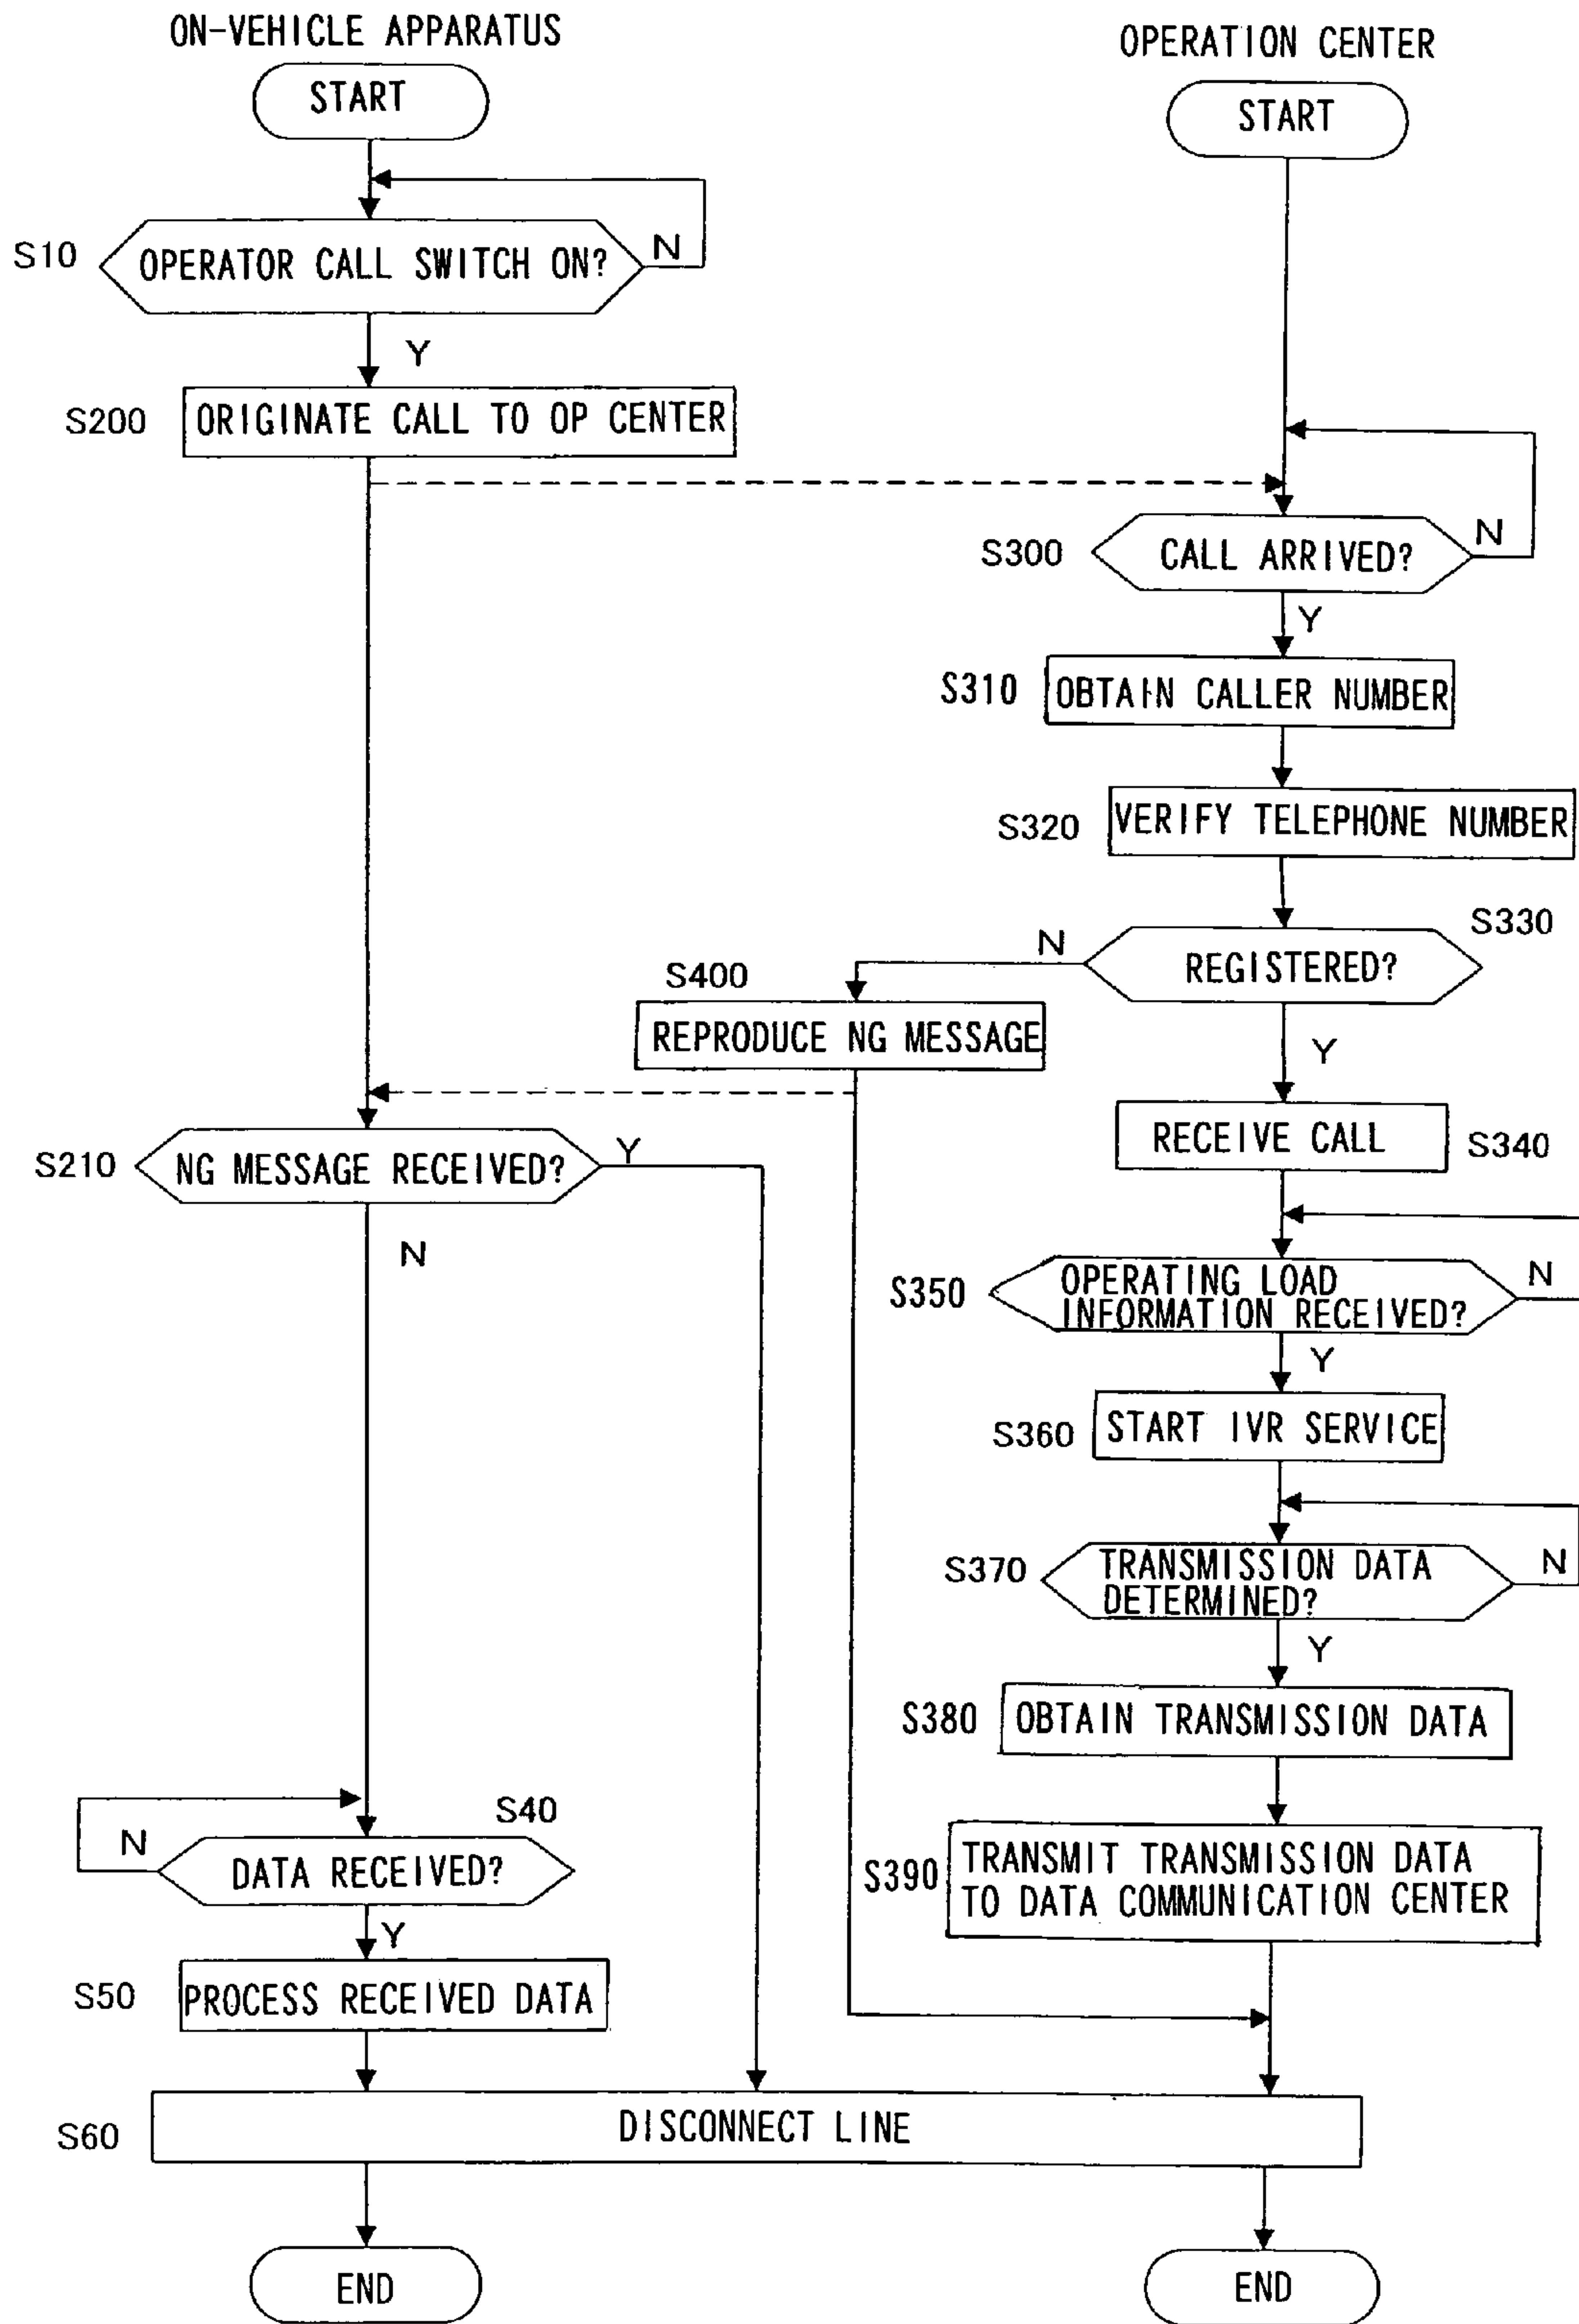 ON-VEHICLE APPARATUS
START
S10
OPERATOR CALL SWITCH ON?
N
Y
S200
ORIGINATE CALL TO OP CENTER
S210
NG MESSAGE RECEIVED?
Y
N
S40
N
DATA RECEIVED?
Y
S50
PROCESS RECEIVED DATA
OPERATION CENTER
START
S300
CALL ARRIVED?
N
Y
S310
OBTAIN CALLER NUMBER
S320
VERIFY TELEPHONE NUMBER
S330
N
REGISTERED?
S400
REPRODUCE NG MESSAGE
Y
RECEIVE CALL
S340
S350
OPERATING LOAD
INFORMATION RECEIVED?
N
Y
S360
START IVR SERVICE
S370
TRANSMISSION DATA
DETERMINED?
N
Y
S380
OBTAIN TRANSMISSION DATA
S390
TRANSMIT TRANSMISSION DATA
TO DATA COMMUNICATION CENTER
S60
DISCONNECT LINE
END
END